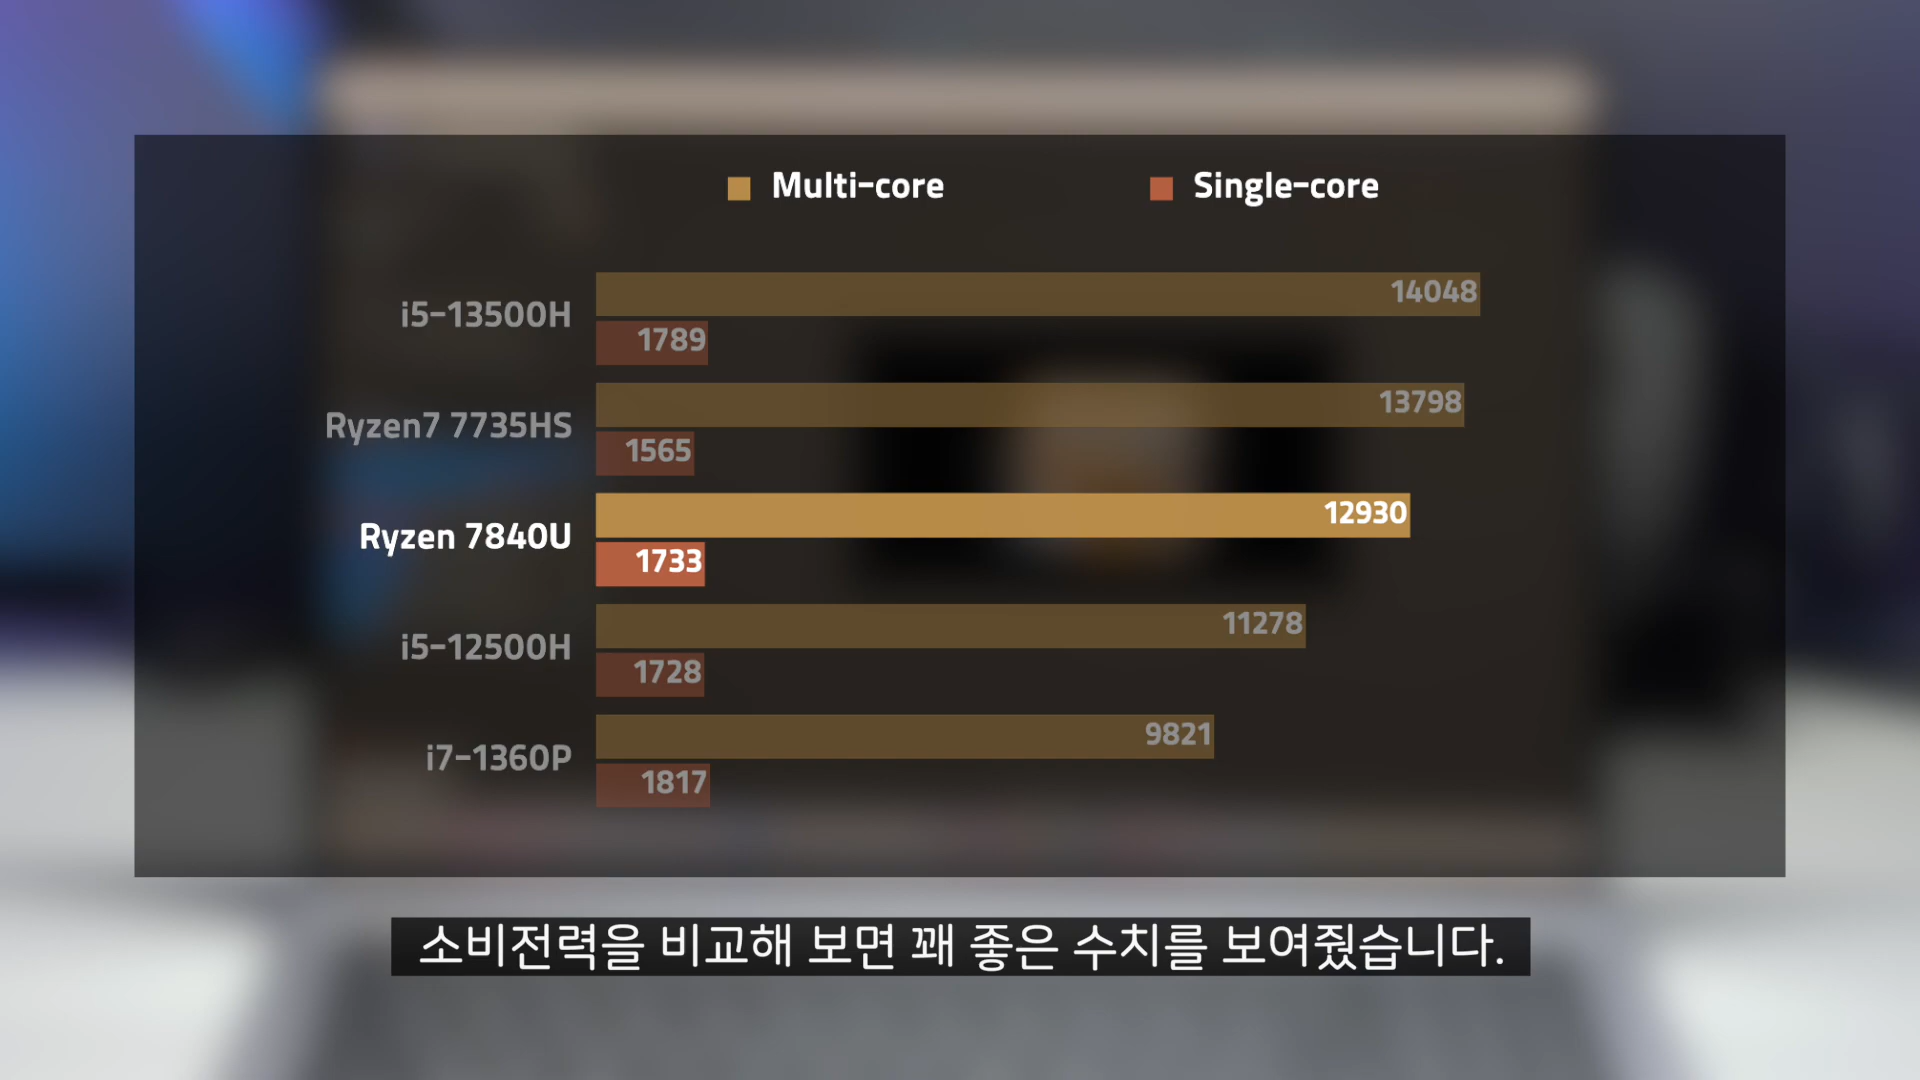 Multi-core Single-core
i5-13500H 14048
1789
Ryzen7 7735HS 13798
1565
Ryzen 7840U 12930
1733
i5-12500H 11278
1728
i7-1360P 9821
1817
소비전력을 비교해 보면 꽤 좋은 수치를 보여줬습니다.